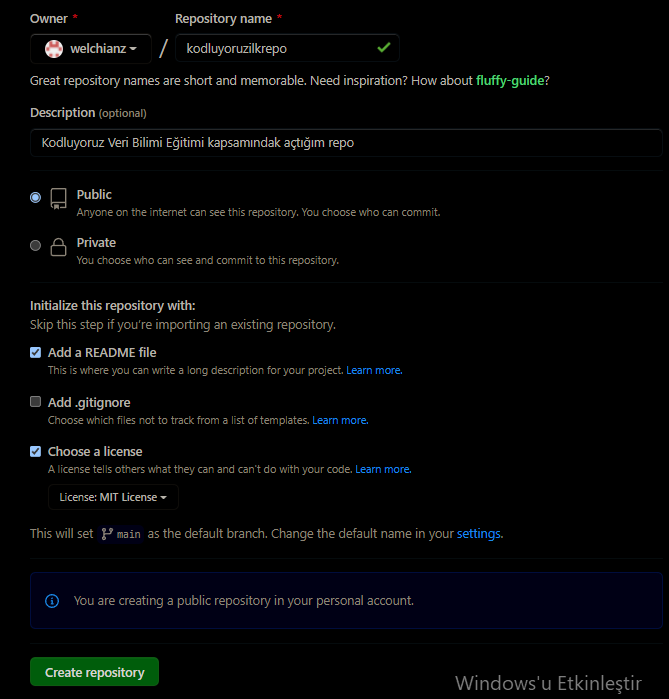 Owner * Repository name *
welchianz / kodluyoruzilkrepo
Great repository names are short and memorable. Need inspiration? How about fluffy-guide?
Description (optional)
Kodluyoruz Veri Bilimi Eğitimi kapsamındak açtığım repo
Public
Anyone on the internet can see this repository. You choose who can commit.
Private
You choose who can see and commit to this repository.
Initialize this repository with:
Skip this step if you're importing an existing repository.
Add a README file
This is where you can write a long description for your project. Learn more.
Add .gitignore
Choose which files not to track from a list of templates. Learn more.
Choose a license
A license tells others what they can and can't do with your code. Learn more.
License: MIT License
This will set main as the default branch. Change the default name in your settings.
You are creating a public repository in your personal account.
Create repository
Windows'u Etkinleştir